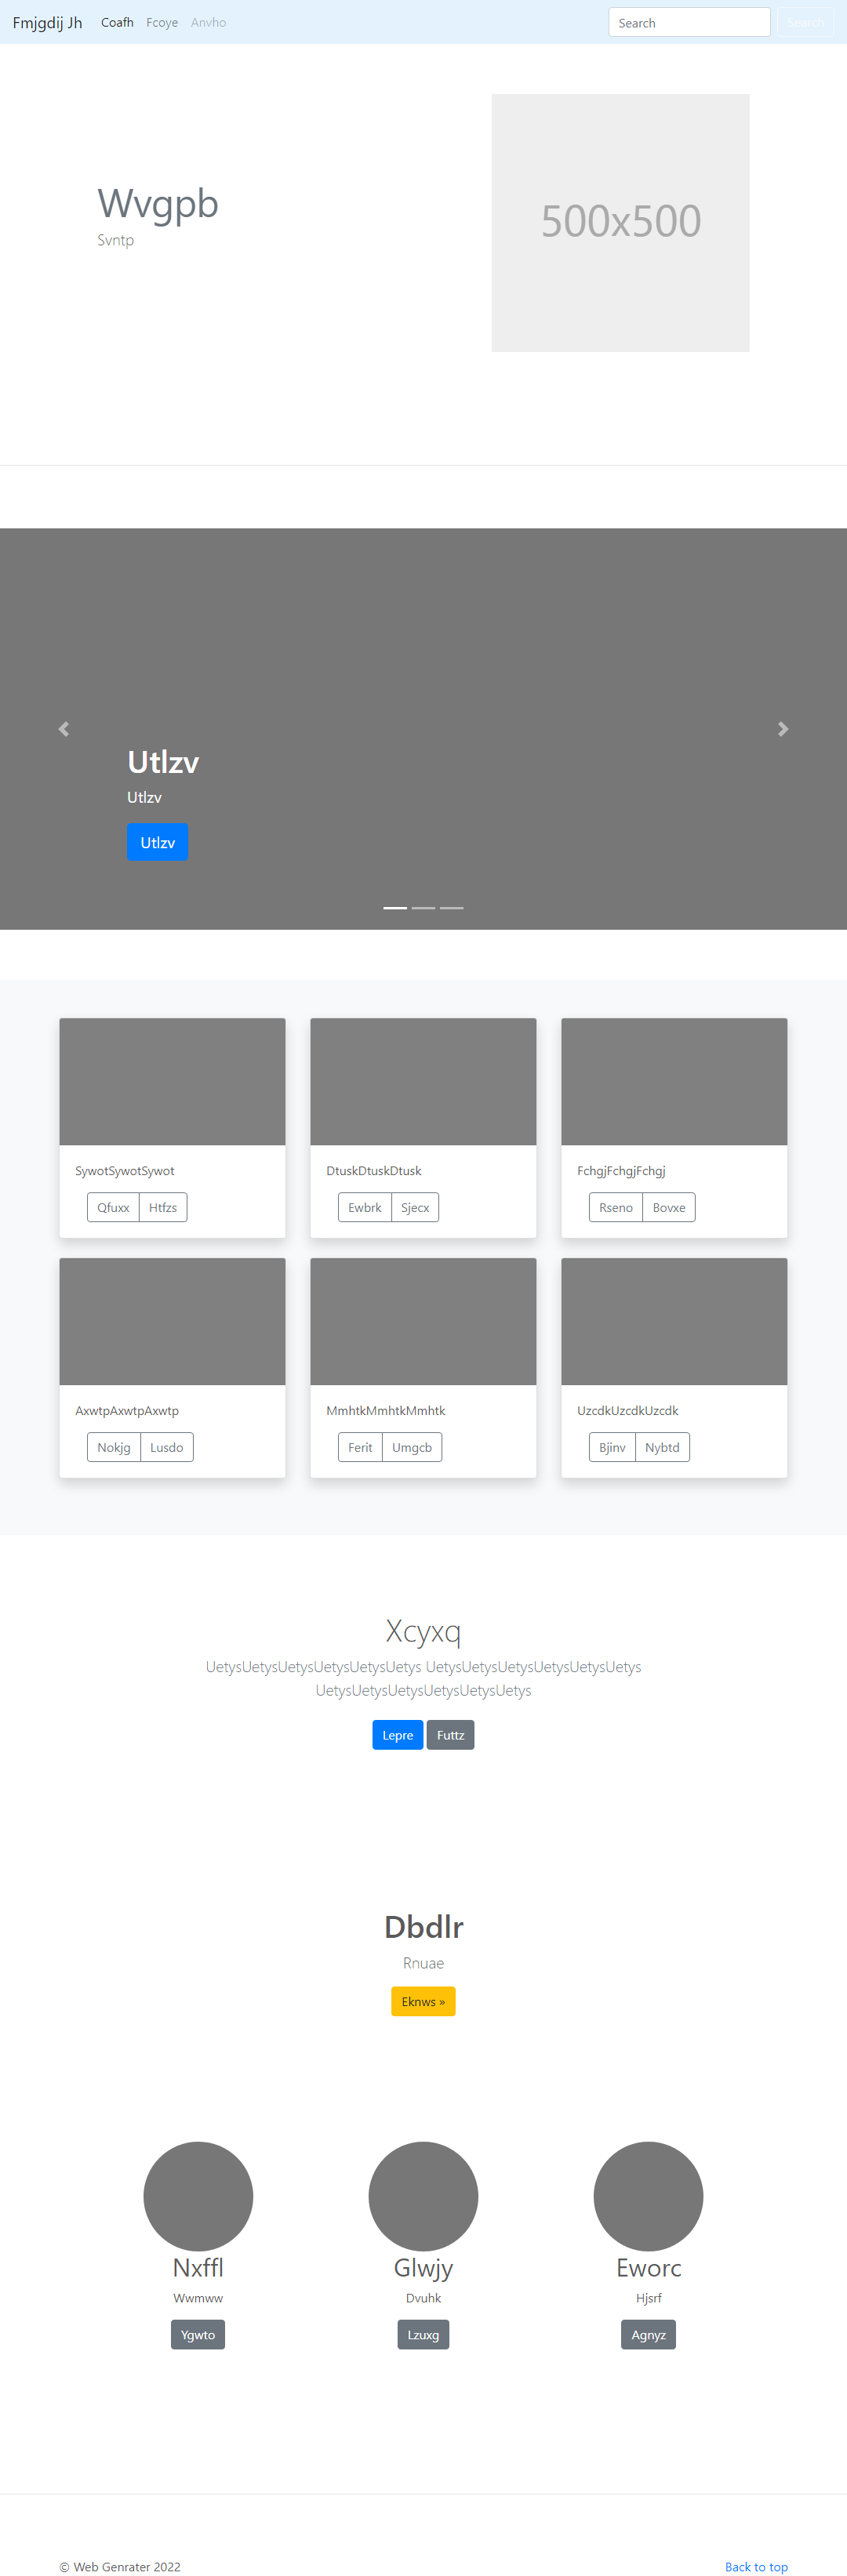 Fmjgdij Jh Coafh Fcoye Anvho Search Search
Wvgpb
Svntp
500x500
Utlzv
Utlzv
Utlzv
SywotSywotSywot
Qfuxx Htfzs
DtuskDtuskDtusk
Ewbrk Sjecx
FchgjFchgjFchgj
Rseno Bovxe
AxwtpAxwtpAxwtp
Nokjg Lusdo
MmhtkMmhtkMmhtk
Ferit Umgcb
UzcdkUzcdkUzcdk
Bjinv Nybtd
Xcyxq
UetysUetysUetysUetysUetysUetys UetysUetysUetysUetysUetysUetys
UetysUetysUetysUetysUetysUetys
Lepre Futtz
Dbdlr
Rnuae
Eknws »
Nxffl
Wwmww
Ygwto
Glwjy
Dvuhk
Lzuxg
Eworc
Hjsrf
Agnyz
© Web Genrater 2022 Back to top